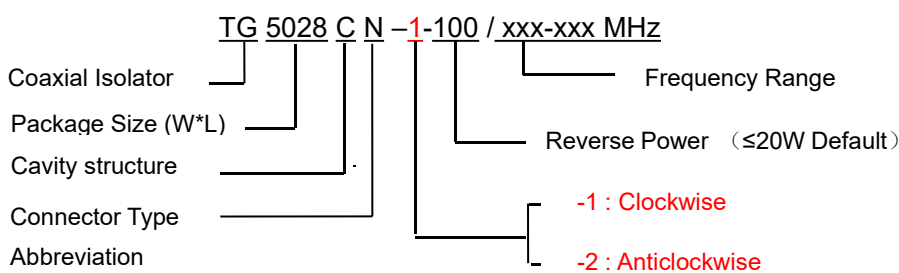 TG 5028 C N –1-100 / xxx-xxx MHz
Coaxial Isolator
Frequency Range
Package Size (W*L)
Reverse Power （≤20W Default）
Cavity structure
-1 : Clockwise
Connector Type
Abbreviation
-2 : Anticlockwise